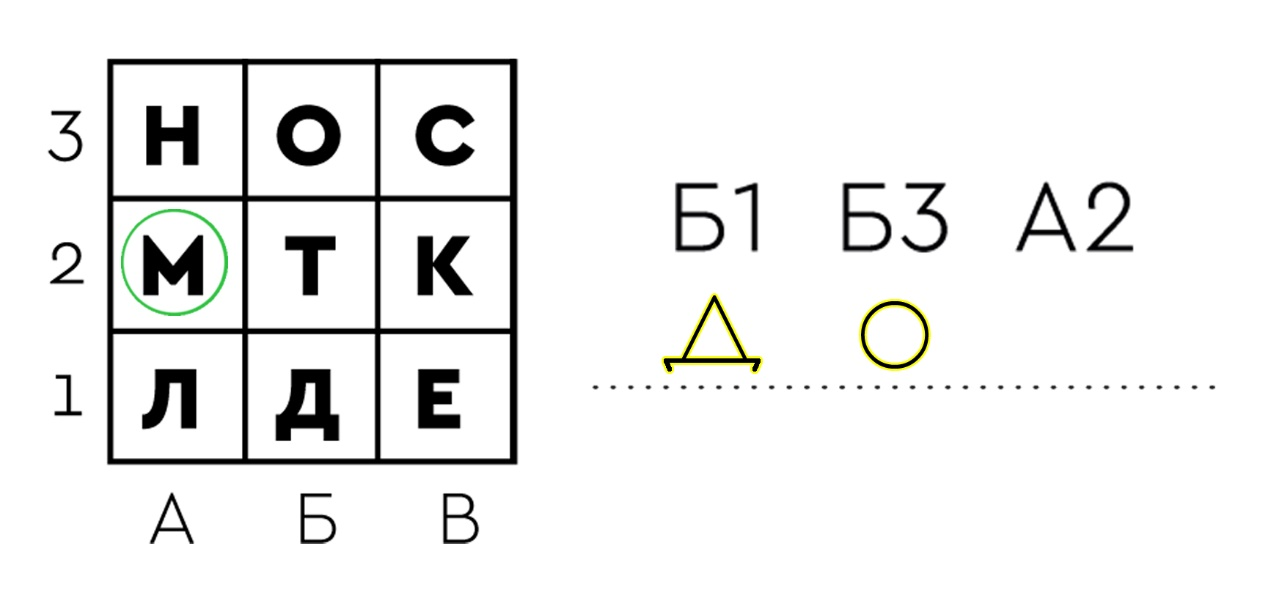 3 Н О С
2 М Т К
1 Л Д Е
А Б В
Б1 Б3 А2
Д О